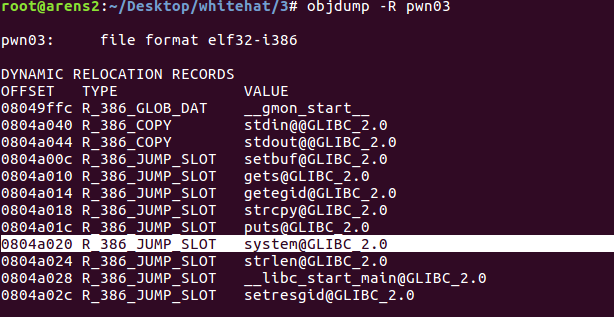 root@arens2:~/Desktop/whitehat/3# objdump -R pwn03
pwn03:     file format elf32-i386
DYNAMIC RELOCATION RECORDS
OFFSET   TYPE              VALUE
08049ffc R_386_GLOB_DAT    __gmon_start__
0804a040 R_386_COPY        stdin@@GLIBC_2.0
0804a044 R_386_COPY        stdout@@GLIBC_2.0
0804a00c R_386_JUMP_SLOT   setbuf@GLIBC_2.0
0804a010 R_386_JUMP_SLOT   gets@GLIBC_2.0
0804a014 R_386_JUMP_SLOT   getegid@GLIBC_2.0
0804a018 R_386_JUMP_SLOT   strcpy@GLIBC_2.0
0804a01c R_386_JUMP_SLOT   puts@GLIBC_2.0
0804a020 R_386_JUMP_SLOT   system@GLIBC_2.0
0804a024 R_386_JUMP_SLOT   strlen@GLIBC_2.0
0804a028 R_386_JUMP_SLOT   __libc_start_main@GLIBC_2.0
0804a02c R_386_JUMP_SLOT   setresgid@GLIBC_2.0